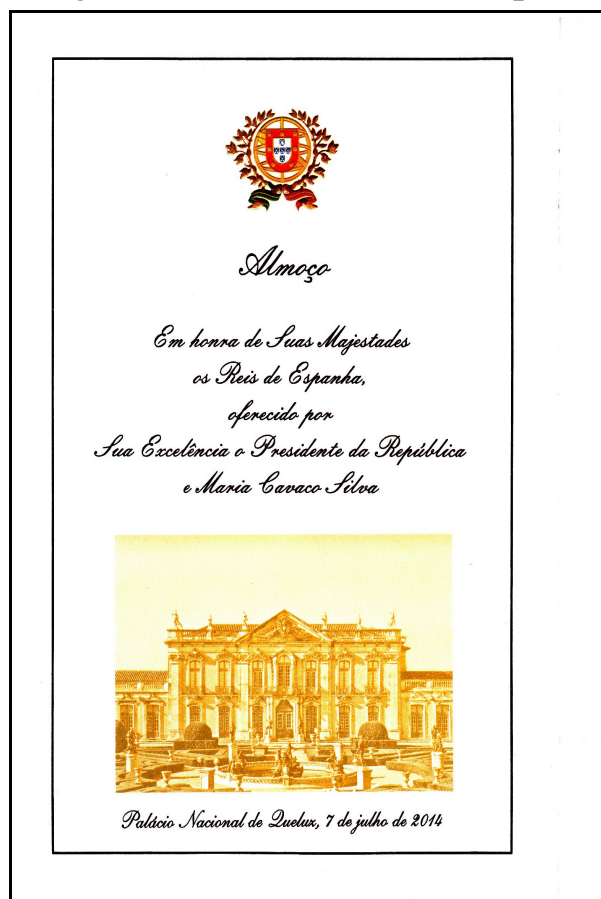 Almoço
Em honra de Suas Majestades
os Reis de Espanha,
oferecido por
Sua Excelência o Presidente da República
e Maria Cavaco Silva
Palácio Nacional de Queluz, 7 de julho de 2014